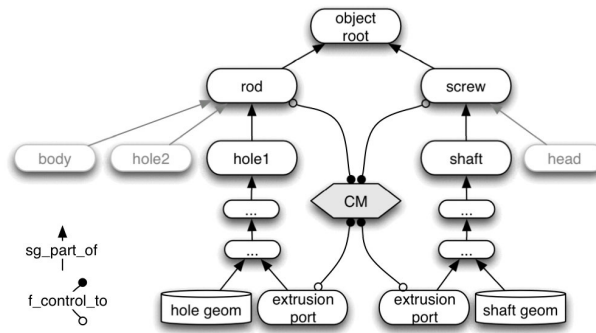 object
root
rod
screw
body
hole2
hole1
shaft
head
...
CM
...
...
...
sg_part_of
f_control_to
hole geom
extrusion
port
extrusion
port
shaft geom